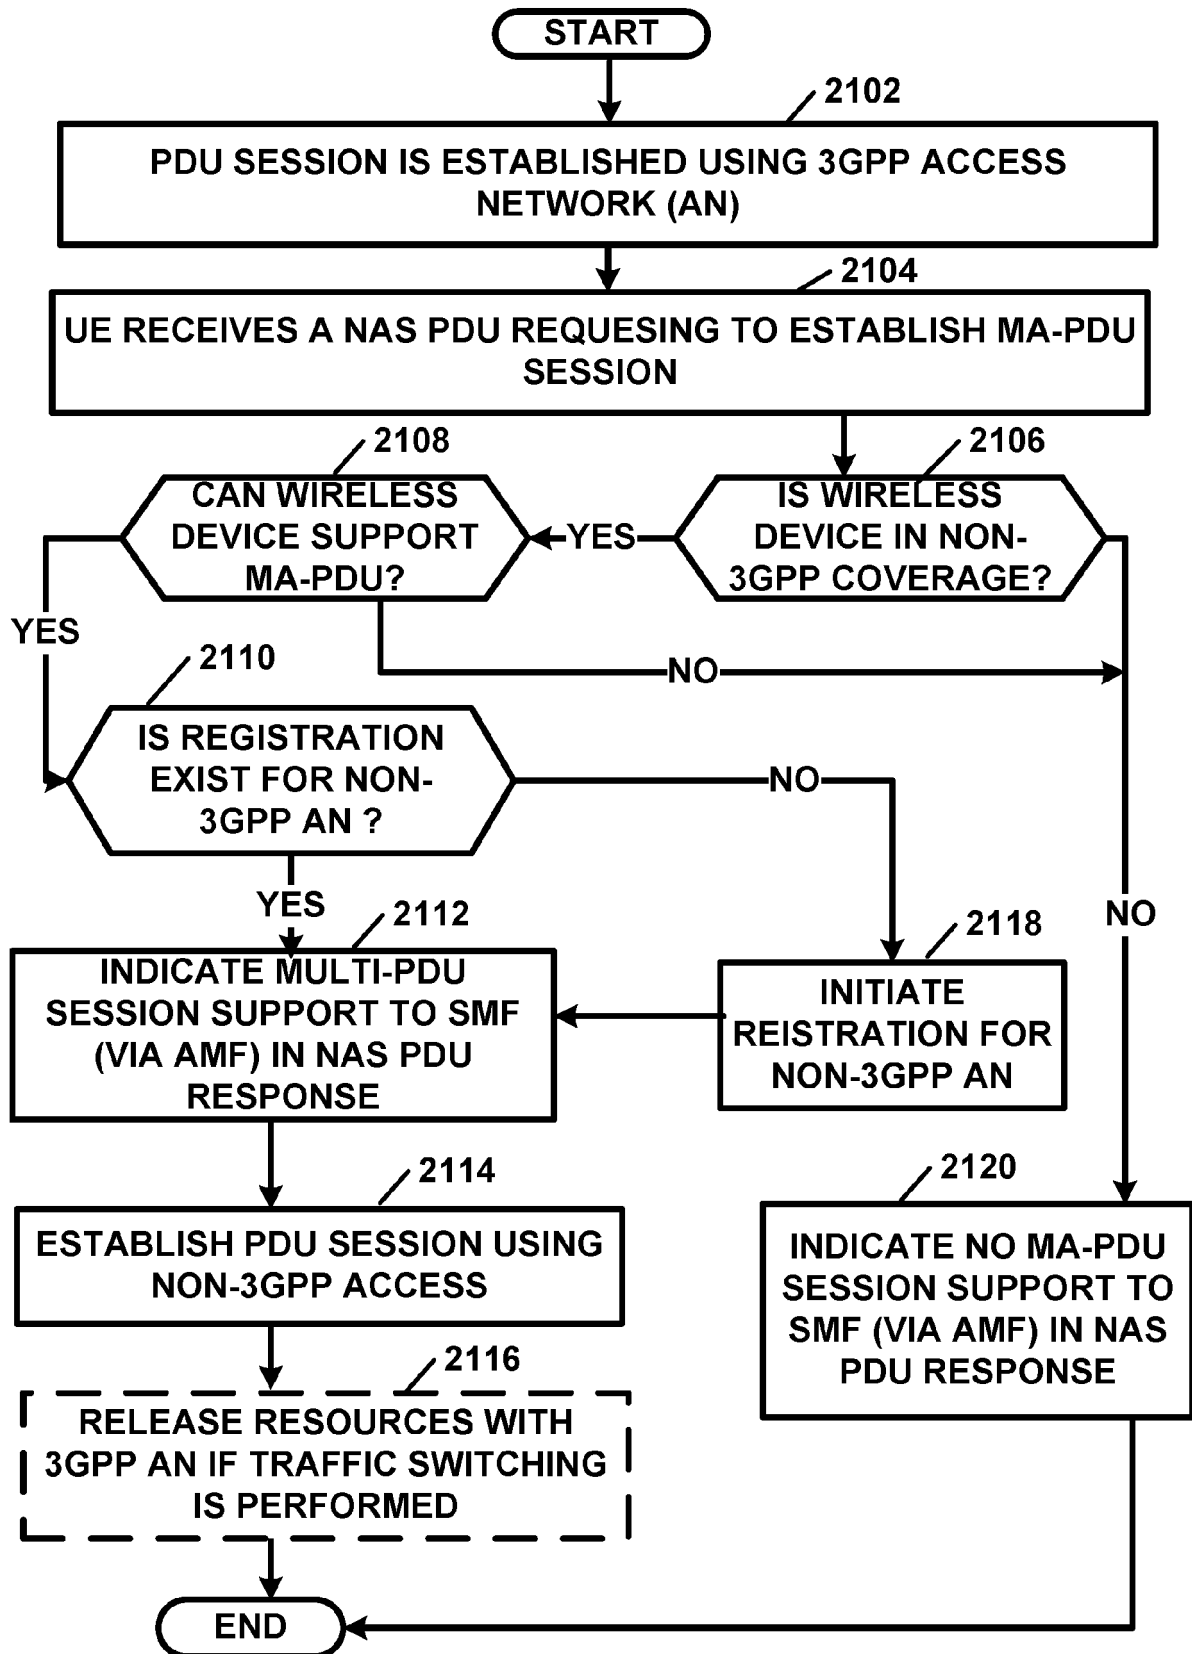 START
2102
PDU SESSION IS ESTABLISHED USING 3GPP ACCESS
NETWORK (AN)
2104
UE RECEIVES A NAS PDU REQUESING TO ESTABLISH MA-PDU
SESSION
2108
2106
CAN WIRELESS
DEVICE SUPPORT
MA-PDU?
YES
IS WIRELESS
DEVICE IN NON-
3GPP COVERAGE?
YES
NO
2110
IS REGISTRATION
EXIST FOR NON-
3GPP AN ?
NO
YES
NO
2112
INDICATE MULTI-PDU
SESSION SUPPORT TO SMF
(VIA AMF) IN NAS PDU
RESPONSE
2118
INITIATE
REISTRATION FOR
NON-3GPP AN
2114
ESTABLISH PDU SESSION USING
NON-3GPP ACCESS
2120
INDICATE NO MA-PDU
SESSION SUPPORT TO
SMF (VIA AMF) IN NAS
PDU RESPONSE
2116
RELEASE RESOURCES WITH
3GPP AN IF TRAFFIC SWITCHING
IS PERFORMED
END